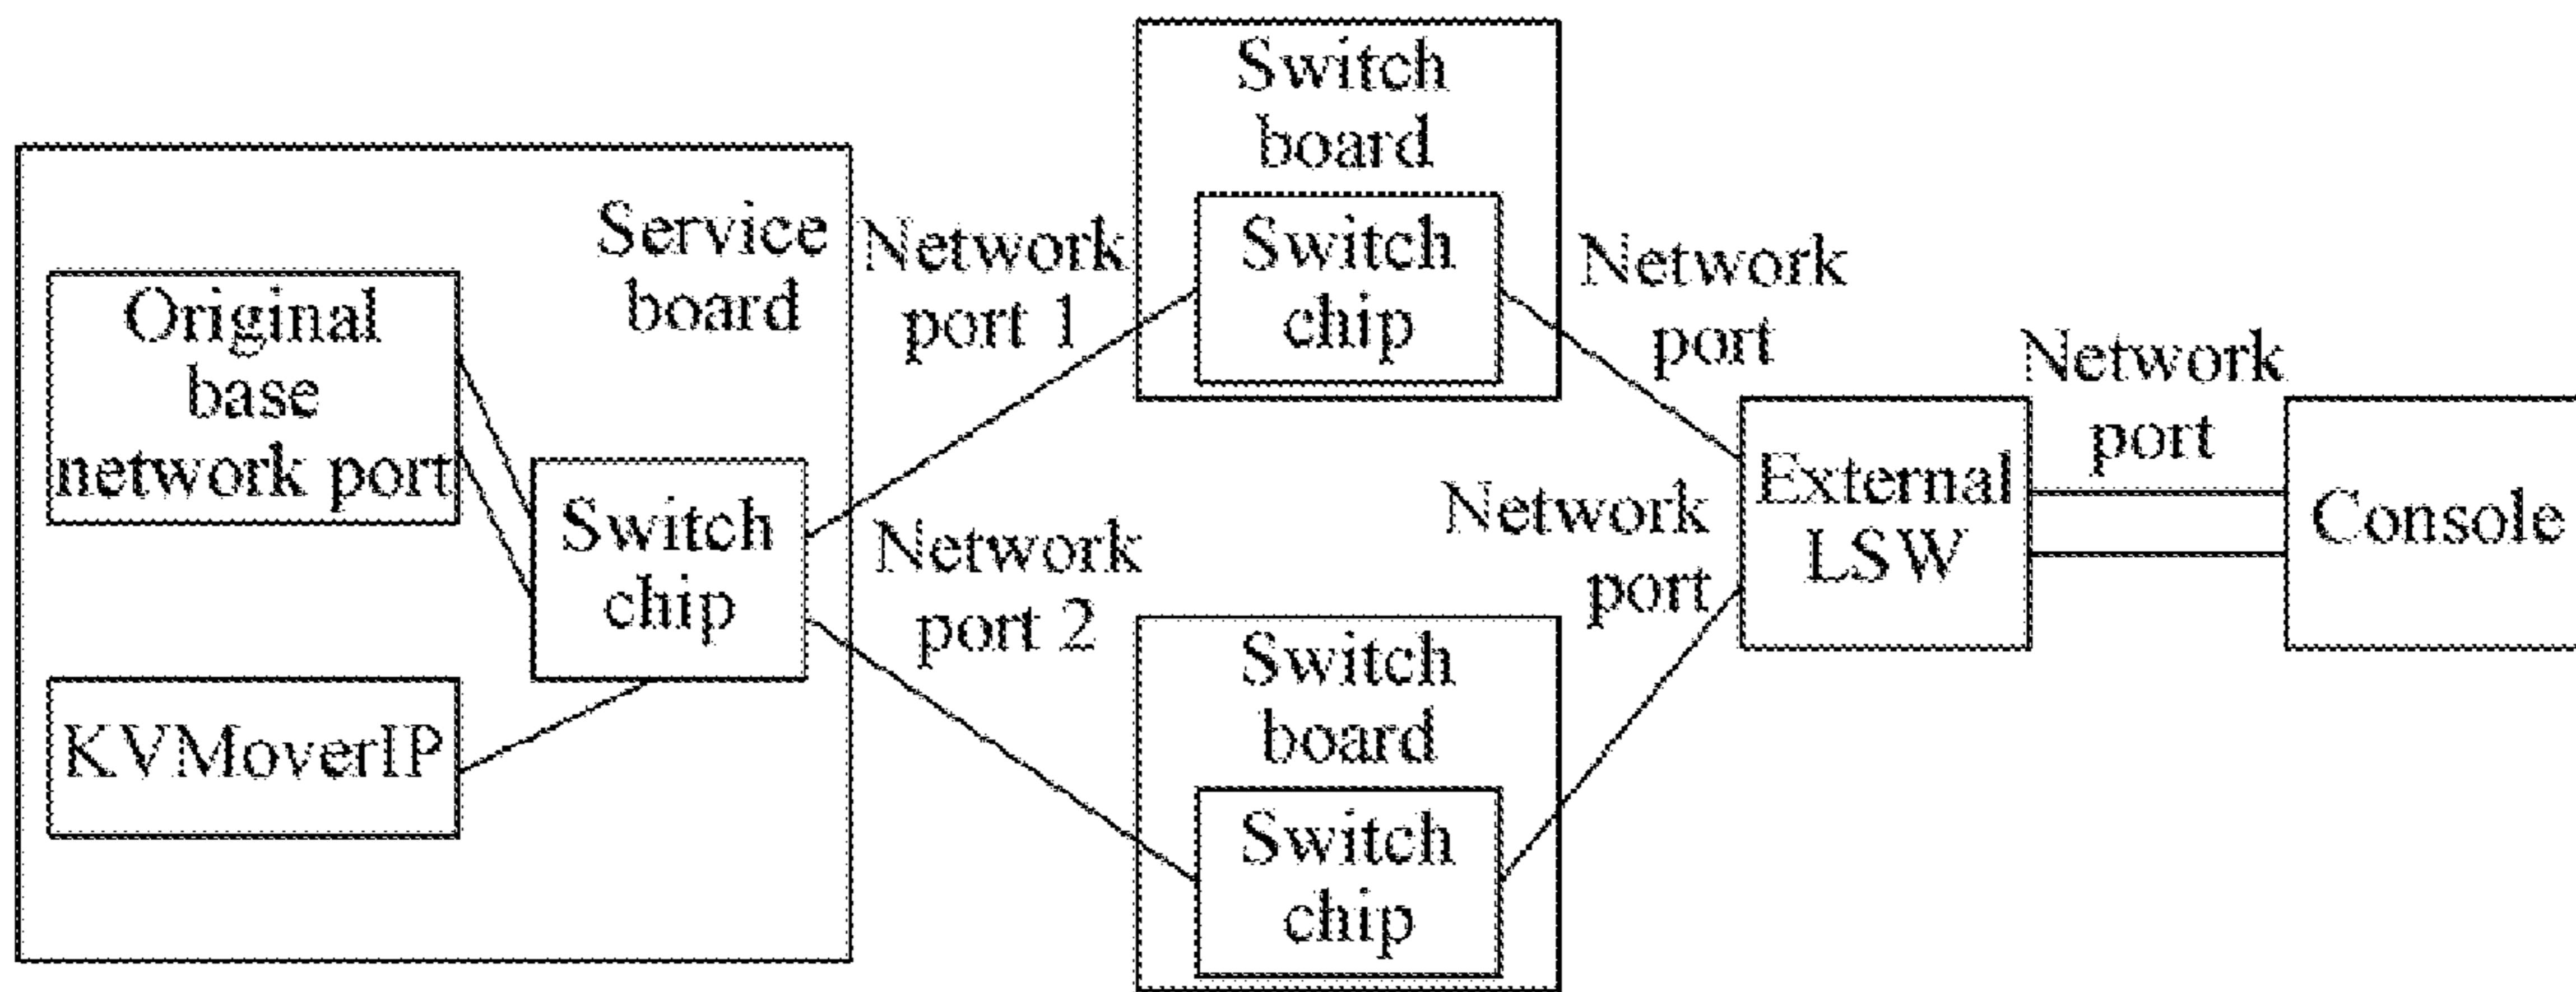 Service
board
Original
base
network port
Switch
chip
KVMoverIP
Network
port 1
Network
port 2
Switch
board
Switch
chip
Switch
board
Switch
chip
Network
port
Network
port
External
LSW
Network
port
Console